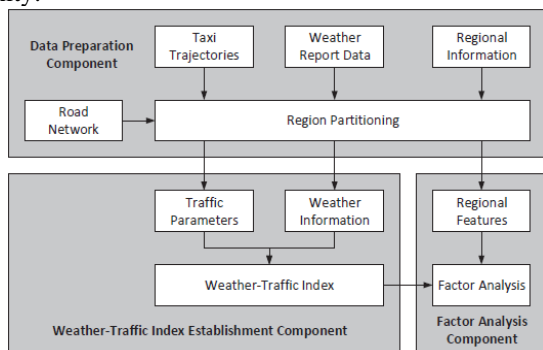 Data Preparation
Component
Taxi
Trajectories
Weather
Report Data
Regional
Information
Road
Network
Region Partitioning
Traffic
Parameters
Weather
Information
Regional
Features
Weather-Traffic Index
Factor Analysis
Weather-Traffic Index Establishment Component
Factor Analysis
Component